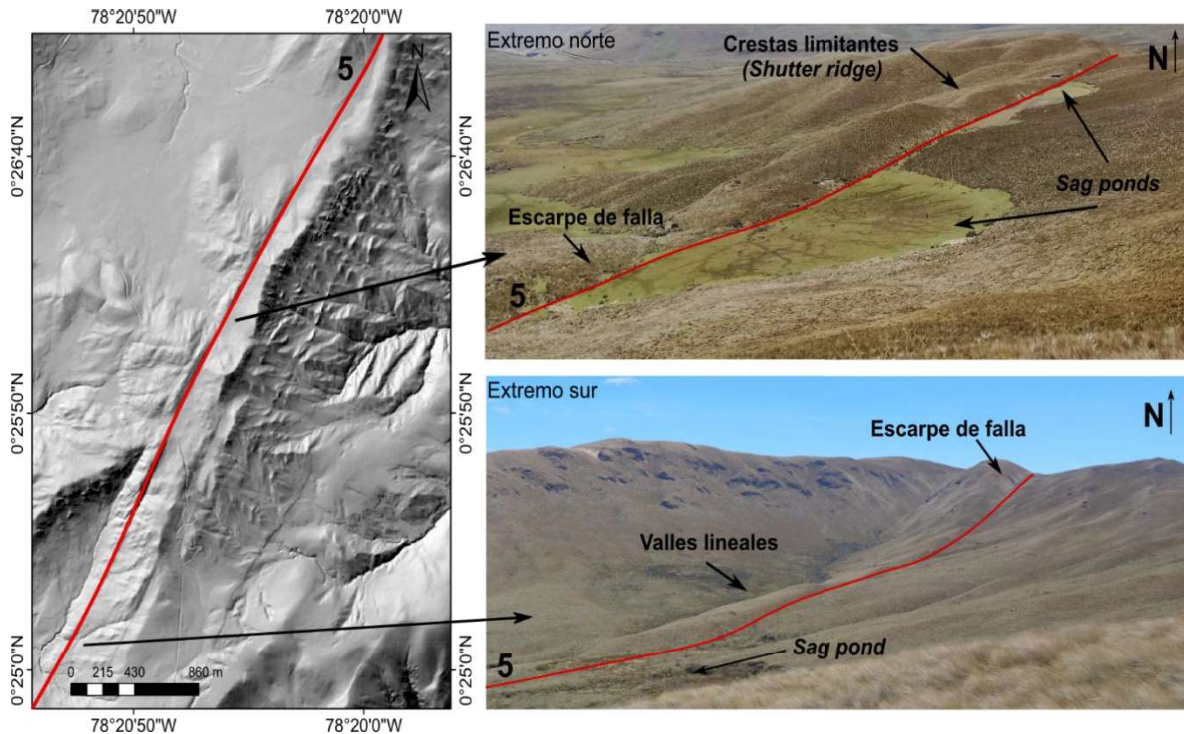 78°20'50"W
78°20'0"W
5
N
0°26'40"N
0°26'40"N
0°25'50"N
0°25'50"N
0°25'0"N
0°25'0"N
0 215 430 860 m
78°20'50"W
78°20'0"W
Extremo norte
Crestas limitantes
(Shutter ridge)
N
Sag ponds
Escarpe de falla
5
Extremo sur
Escarpe de falla
N
Valles lineales
Sag pond
5